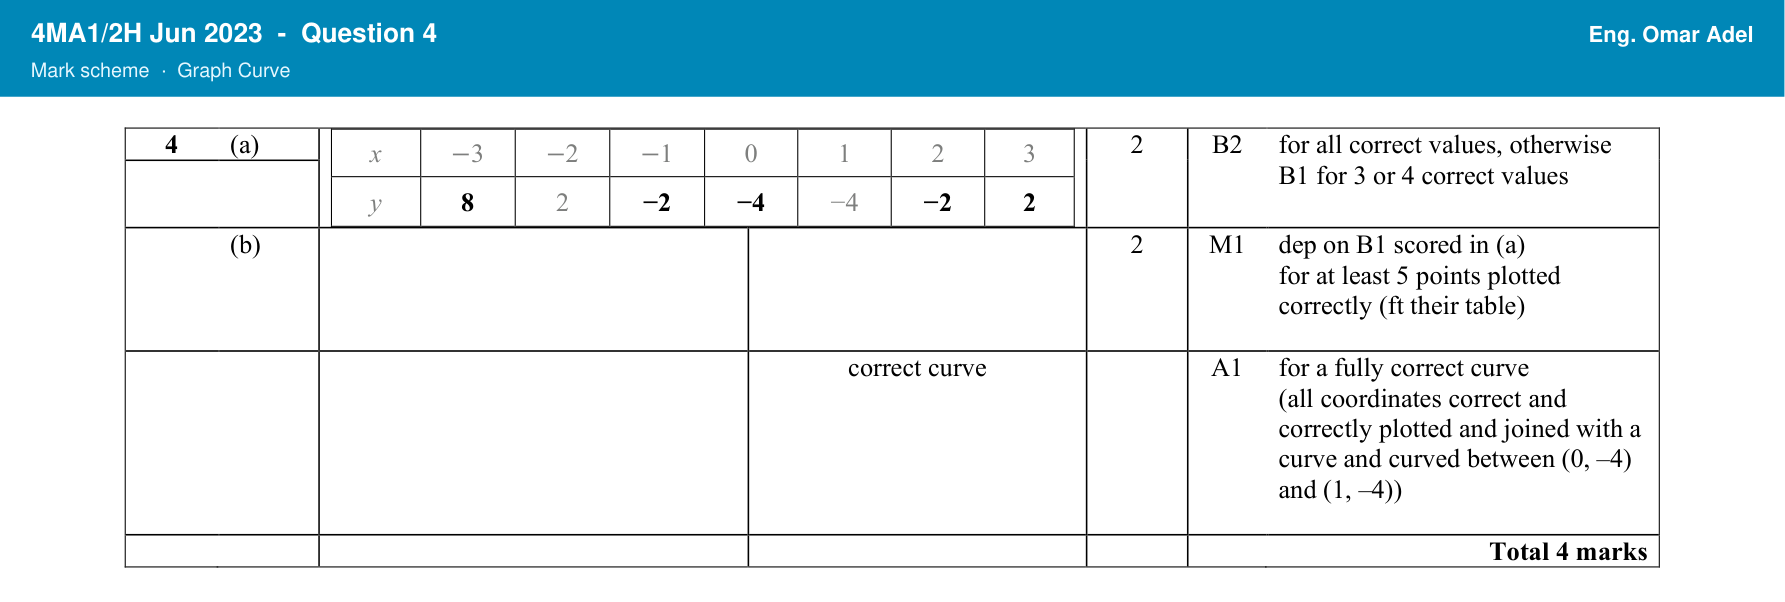 4MA1/2H Jun 2023 - Question 4
Eng. Omar Adel
Mark scheme · Graph Curve
4 (a) x −3 −2 −1 0 1 2 3 2 B2 for all correct values, otherwise
B1 for 3 or 4 correct values
y 8 2 −2 −4 −4 −2 2
(b) 2 M1 dep on B1 scored in (a)
for at least 5 points plotted
correctly (ft their table)
correct curve A1 for a fully correct curve
(all coordinates correct and
correctly plotted and joined with a
curve and curved between (0, –4)
and (1, –4))
Total 4 marks